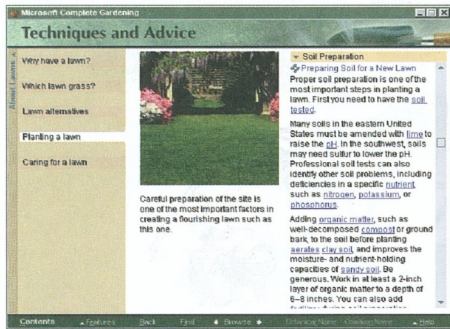 Microsoft Complete Gardening
Techniques and Advice
About Lawns
Why have a lawn?
Which lawn grass?
Lawn alternatives
Planting a lawn
Caring for a lawn
Careful preparation of the site is
one of the most important factors in
creating a flourishing lawn such as
this one.
Soil Preparation
Preparing Soil for a New Lawn
Proper soil preparation is one of the
most important steps in planting a
lawn. First you need to have the soil
tested.
Many soils in the eastern United
States must be amended with lime to
raise the pH. In the southwest, soils
may need sulfur to lower the pH.
Professional soil tests can also
identify other soil problems, including
deficiencies in a specific nutrient
such as nitrogen, potassium, or
phosphorus.
Adding organic matter, such as
well-decomposed compost or ground
bark, to the soil before planting
aerates clay soil, and improves the
moisture- and nutrient-holding
capacities of sandy soil. Be
generous. Work in at least a 2-inch
layer of organic matter to a depth of
6-8 inches. You can also add
Contents Features Back Find Browse Help